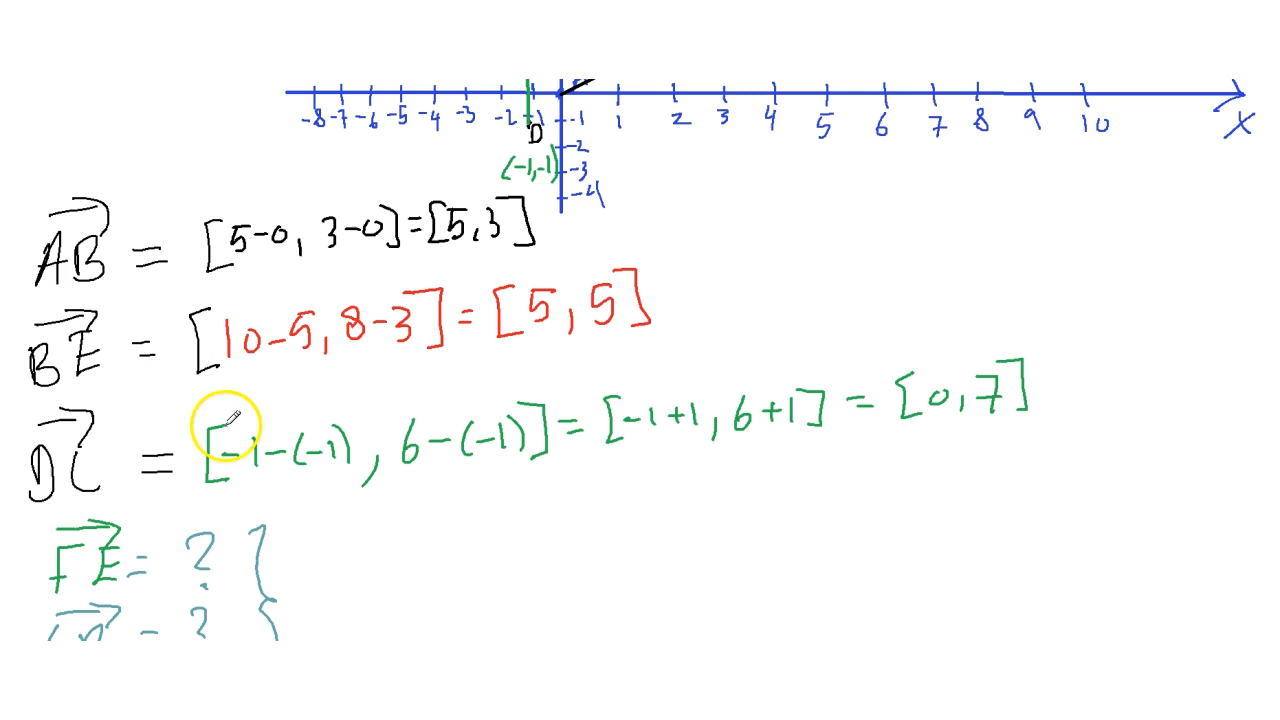 -8 -7 -6 -5 -4 -3 -2 -1 -1 1 2 3 4 5 6 7 8 9 10 X
D
-2
(-1,-1)
-3
-4
AB = [5-0, 3-0]=[5,3]
BE = [10-5, 8-3] = [5, 5]
DC = [-1-(-1), 6-(-1)] = [-1+1, 6+1] = [0,7]
FE = ?
= ?